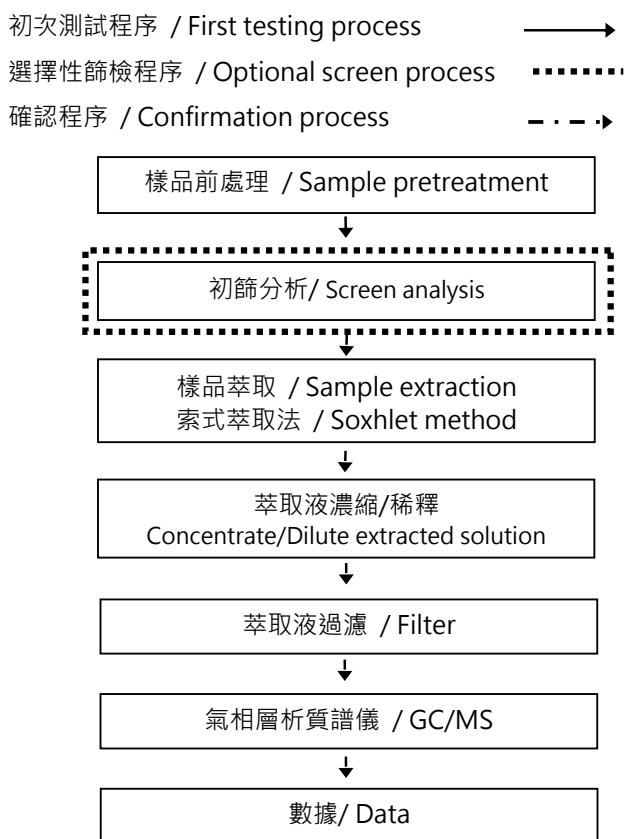 初次測試程序 / First testing process
選擇性篩檢程序 / Optional screen process
確認程序 / Confirmation process
樣品前處理 / Sample pretreatment
初篩分析/ Screen analysis
樣品萃取 / Sample extraction
索式萃取法 / Soxhlet method
萃取液濃縮/稀釋
Concentrate/Dilute extracted solution
萃取液過濾 / Filter
氣相層析質譜儀 / GC/MS
數據/ Data